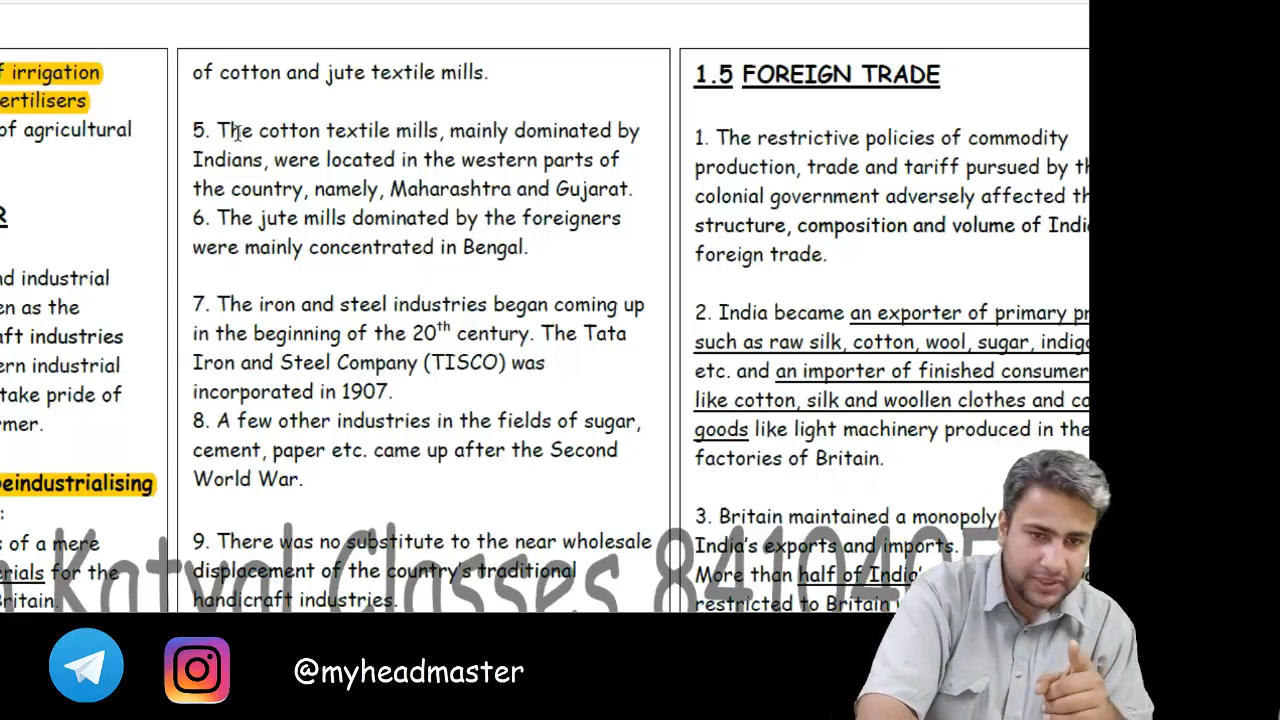 f irrigation
ertilisers
of agricultural
R
nd industrial
en as the
aft industries
ern industrial
take pride of
rmer.
eindustrialising
:
s of a mere
erials for the
Britain.
of cotton and jute textile mills.
5. The cotton textile mills, mainly dominated by
Indians, were located in the western parts of
the country, namely, Maharashtra and Gujarat.
6. The jute mills dominated by the foreigners
were mainly concentrated in Bengal.
7. The iron and steel industries began coming up
in the beginning of the 20th century. The Tata
Iron and Steel Company (TISCO) was
incorporated in 1907.
8. A few other industries in the fields of sugar,
cement, paper etc. came up after the Second
World War.
9. There was no substitute to the near wholesale
displacement of the country's traditional
handicraft industries.
1.5 FOREIGN TRADE
1. The restrictive policies of commodity
production, trade and tariff pursued by th
colonial government adversely affected th
structure, composition and volume of Indi
foreign trade.
2. India became an exporter of primary pr
such as raw silk, cotton, wool, sugar, indigo
etc. and an importer of finished consumer
like cotton, silk and woollen clothes and ca
goods like light machinery produced in the
factories of Britain.
3. Britain maintained a monopoly
India's exports and imports.
More than half of India'
restricted to Britain
Katyal Classes 841040
@myheadmaster